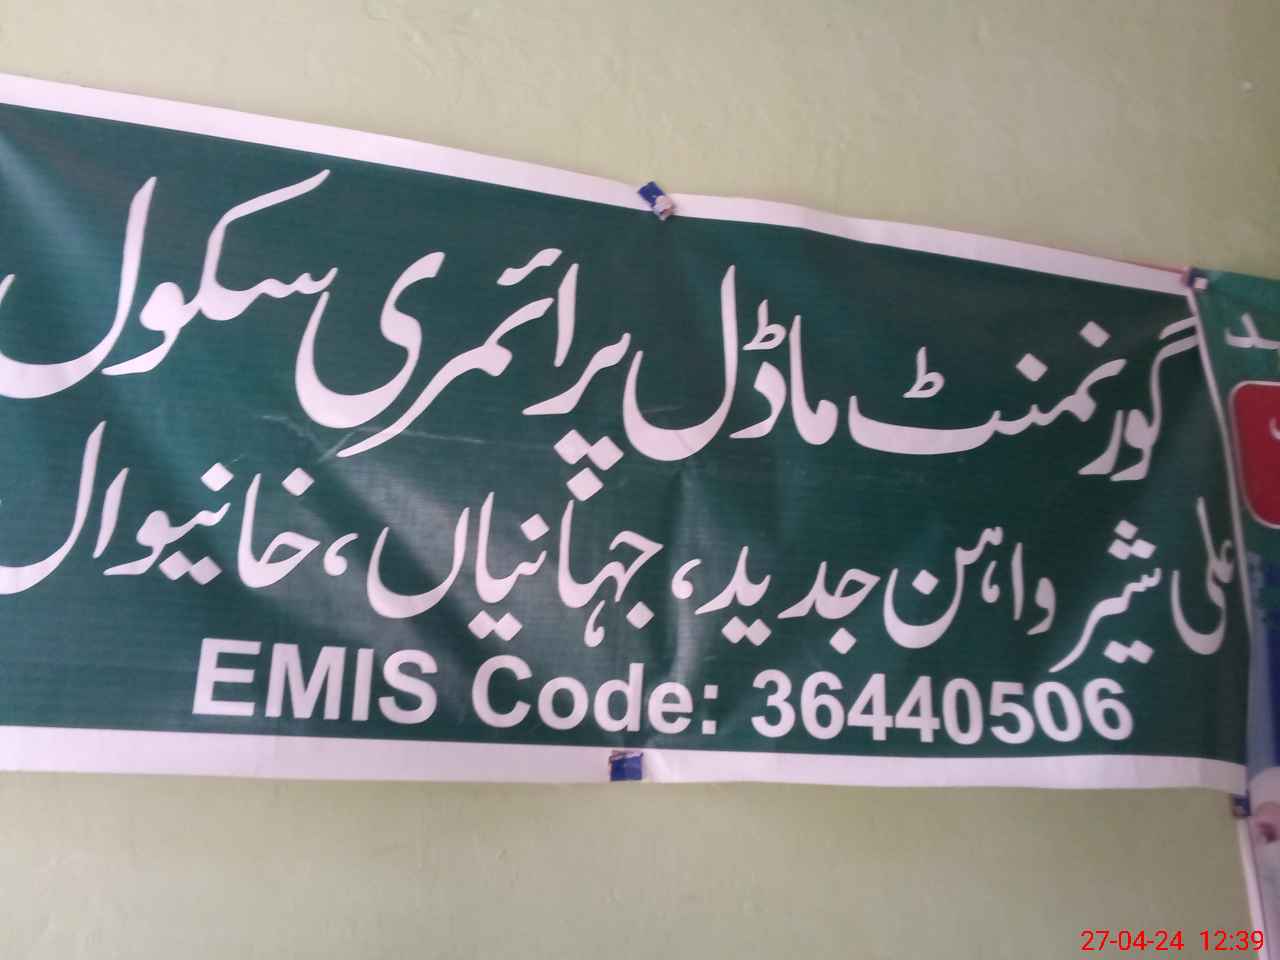 گورنمنٹ ماڈل پرائمری سکول
علی شیر واہن جدید، جہانیاں، خانیوال
EMIS Code: 36440506
27-04-24 12:39